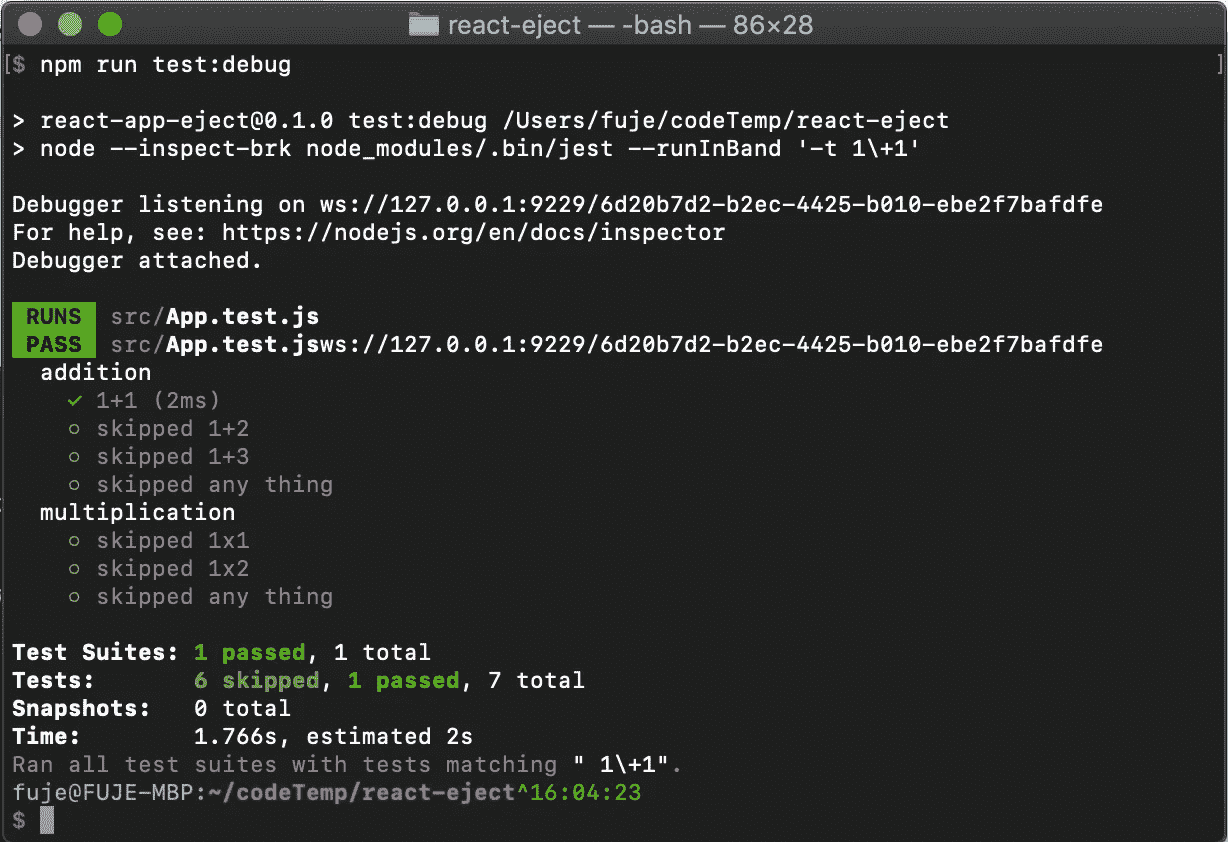 react-eject — -bash — 86×28
[$ npm run test:debug ]
> react-app-eject@0.1.0 test:debug /Users/fuje/codeTemp/react-eject
> node --inspect-brk node_modules/.bin/jest --runInBand '-t 1\+1'
Debugger listening on ws://127.0.0.1:9229/6d20b7d2-b2ec-4425-b010-ebe2f7bafdfe
For help, see: https://nodejs.org/en/docs/inspector
Debugger attached.
RUNS src/App.test.js
PASS src/App.test.jsws://127.0.0.1:9229/6d20b7d2-b2ec-4425-b010-ebe2f7bafdfe
addition
✓ 1+1 (2ms)
○ skipped 1+2
○ skipped 1+3
○ skipped any thing
multiplication
○ skipped 1x1
○ skipped 1x2
○ skipped any thing
Test Suites: 1 passed, 1 total
Tests: 6 skipped, 1 passed, 7 total
Snapshots: 0 total
Time: 1.766s, estimated 2s
Ran all test suites with tests matching " 1\+1".
fuje@FUJE-MBP:~/codeTemp/react-eject^16:04:23
$